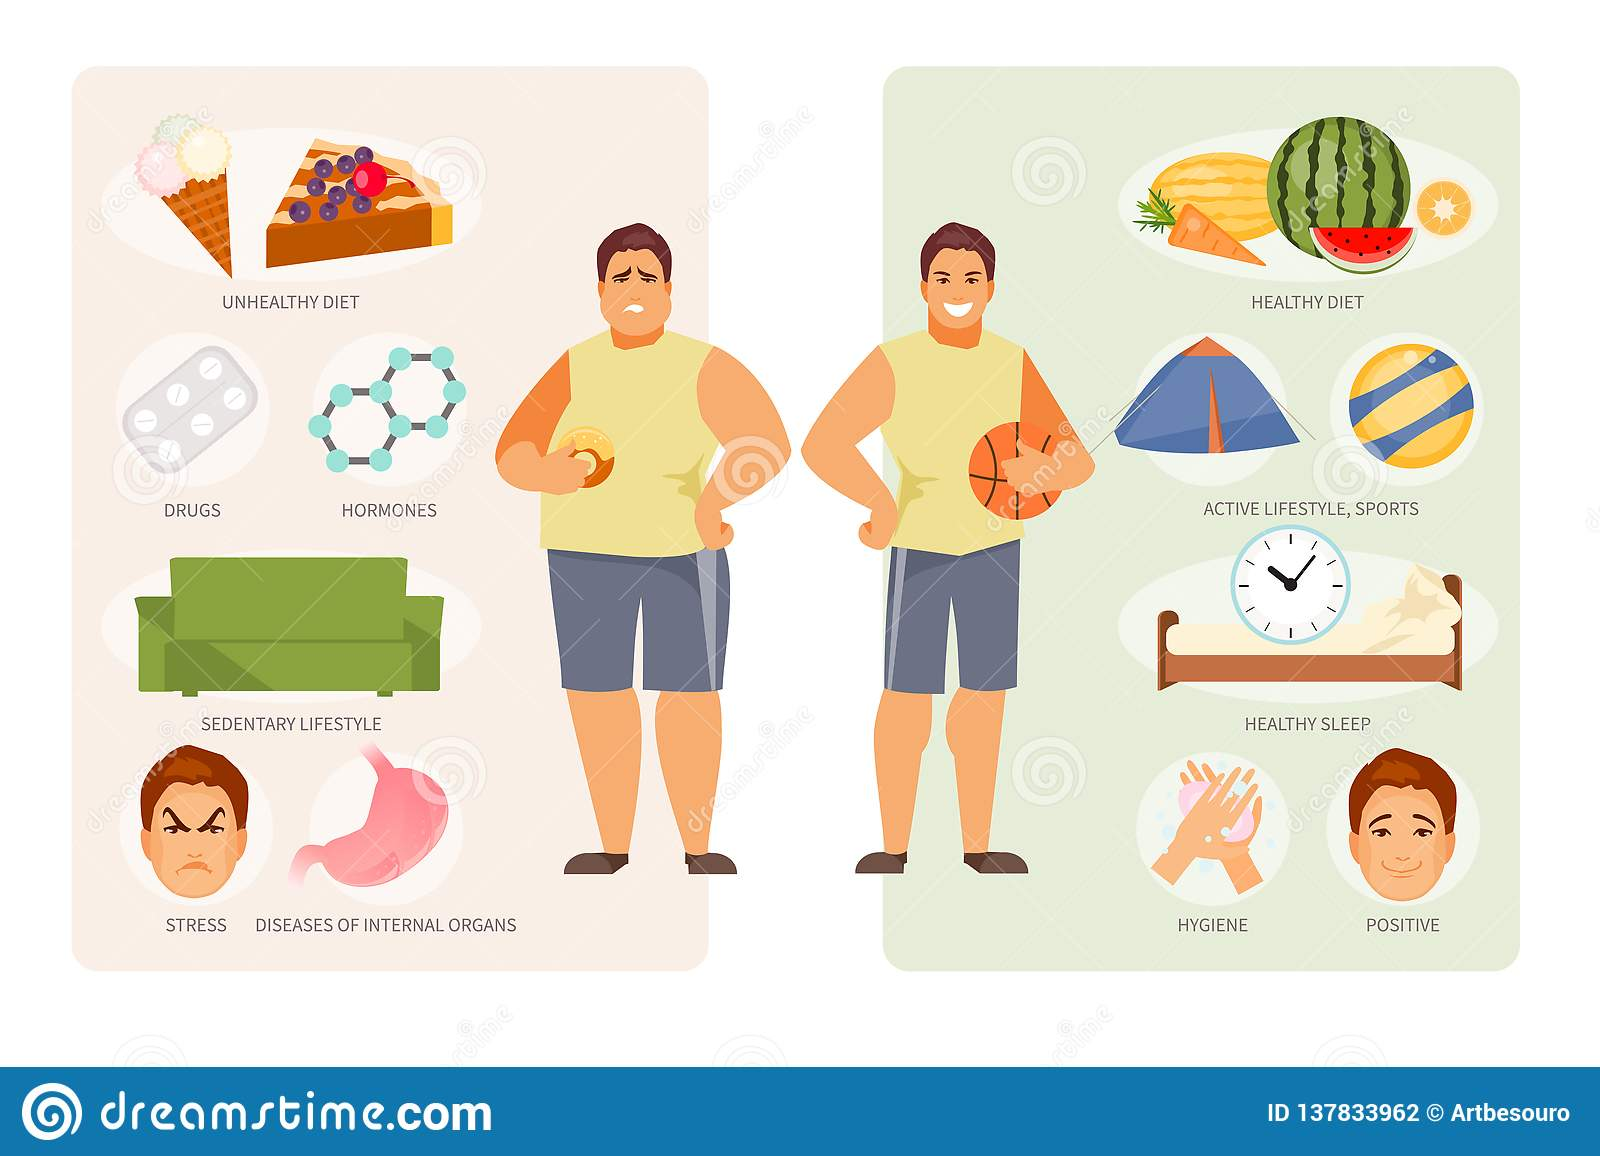 UNHEALTHY DIET
DRUGS
HORMONES
SEDENTARY LIFESTYLE
STRESS
DISEASES OF INTERNAL ORGANS
HEALTHY DIET
ACTIVE LIFESTYLE, SPORTS
HEALTHY SLEEP
HYGIENE
POSITIVE
dreamstime.com
ID 137833962 © Artbesouro